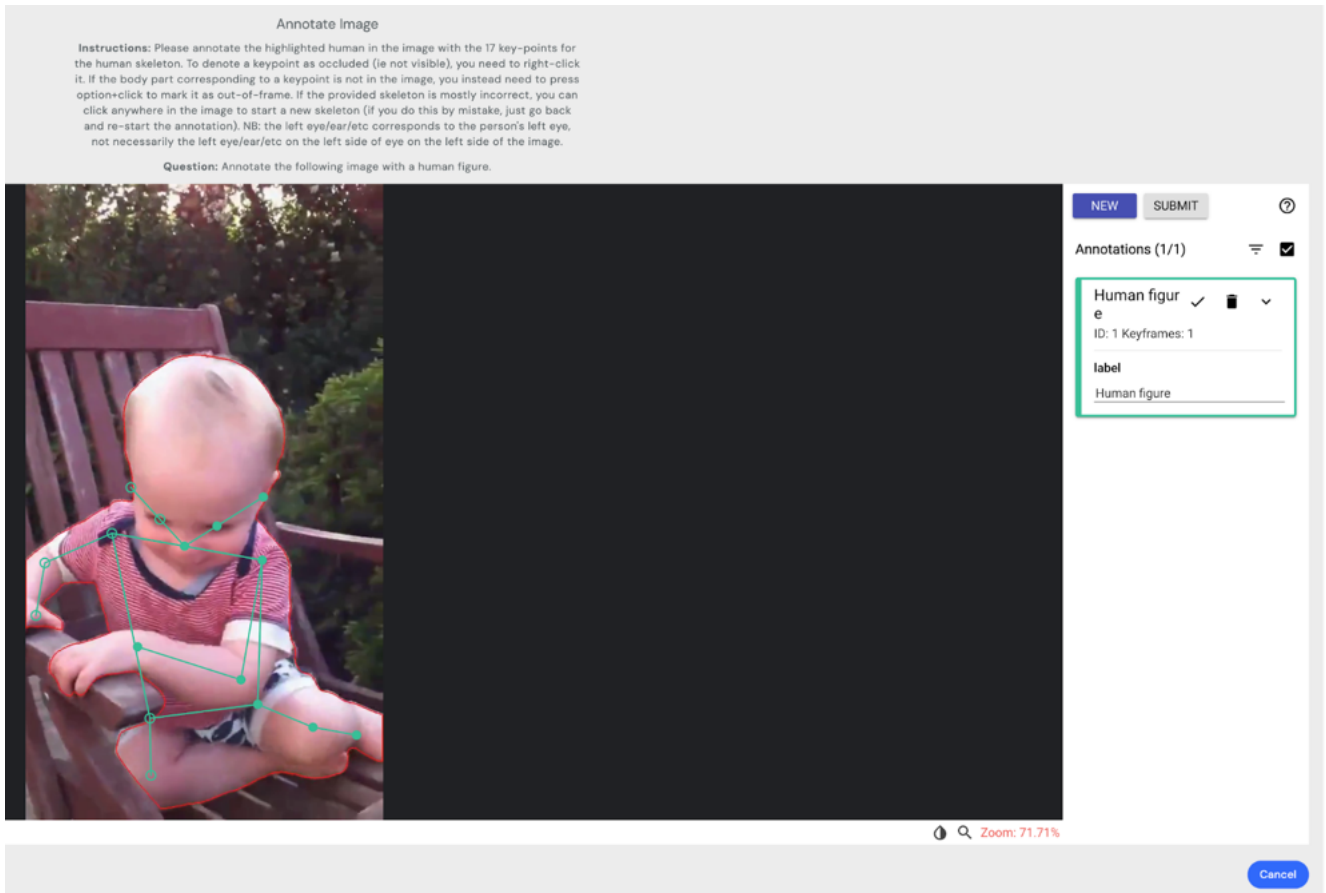 Annotate Image
Instructions: Please annotate the highlighted human in the image with the 17 key-points for
the human skeleton. To denote a keypoint as occluded (ie not visible), you need to right-click
it. If the body part corresponding to a keypoint is not in the image, you instead need to press
option+click to mark it as out-of-frame. If the provided skeleton is mostly incorrect, you can
click anywhere in the image to start a new skeleton (if you do this by mistake, just go back
and re-start the annotation). NB: the left eye/ear/etc corresponds to the person's left eye,
not necessarily the left eye/ear/etc on the left side of eye on the left side of the image.
Question: Annotate the following image with a human figure.
NEW SUBMIT
Annotations (1/1)
Human figur
e
ID: 1 Keyframes: 1
label
Human figure
Zoom: 71.71%
Cancel